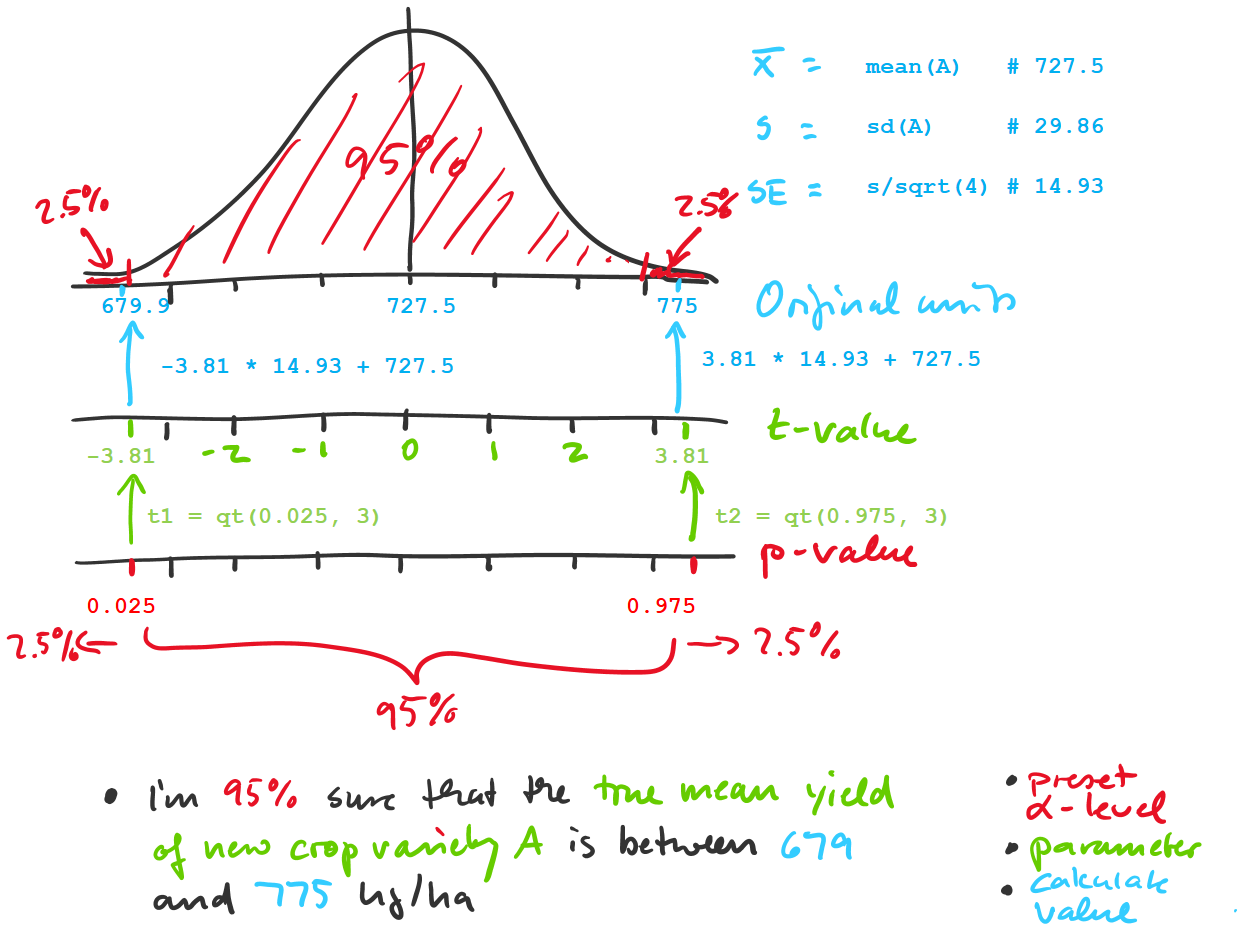 x̄ = mean(A) # 727.5
s = sd(A) # 29.86
SE = s/sqrt(4) # 14.93
95%
2.5% 2.5%
679.9 727.5 775 Original units
-3.81 * 14.93 + 727.5 3.81 * 14.93 + 727.5
t-value
-3.81 -2 -1 0 1 2 3.81
t1 = qt(0.025, 3) t2 = qt(0.975, 3)
p-value
0.025 0.975
2.5% 2.5%
95%
• I'm 95% sure that the true mean yield
of new crop variety A is between 679
and 775 kg/ha
• preset
α-level
• parameter
• calculate
value